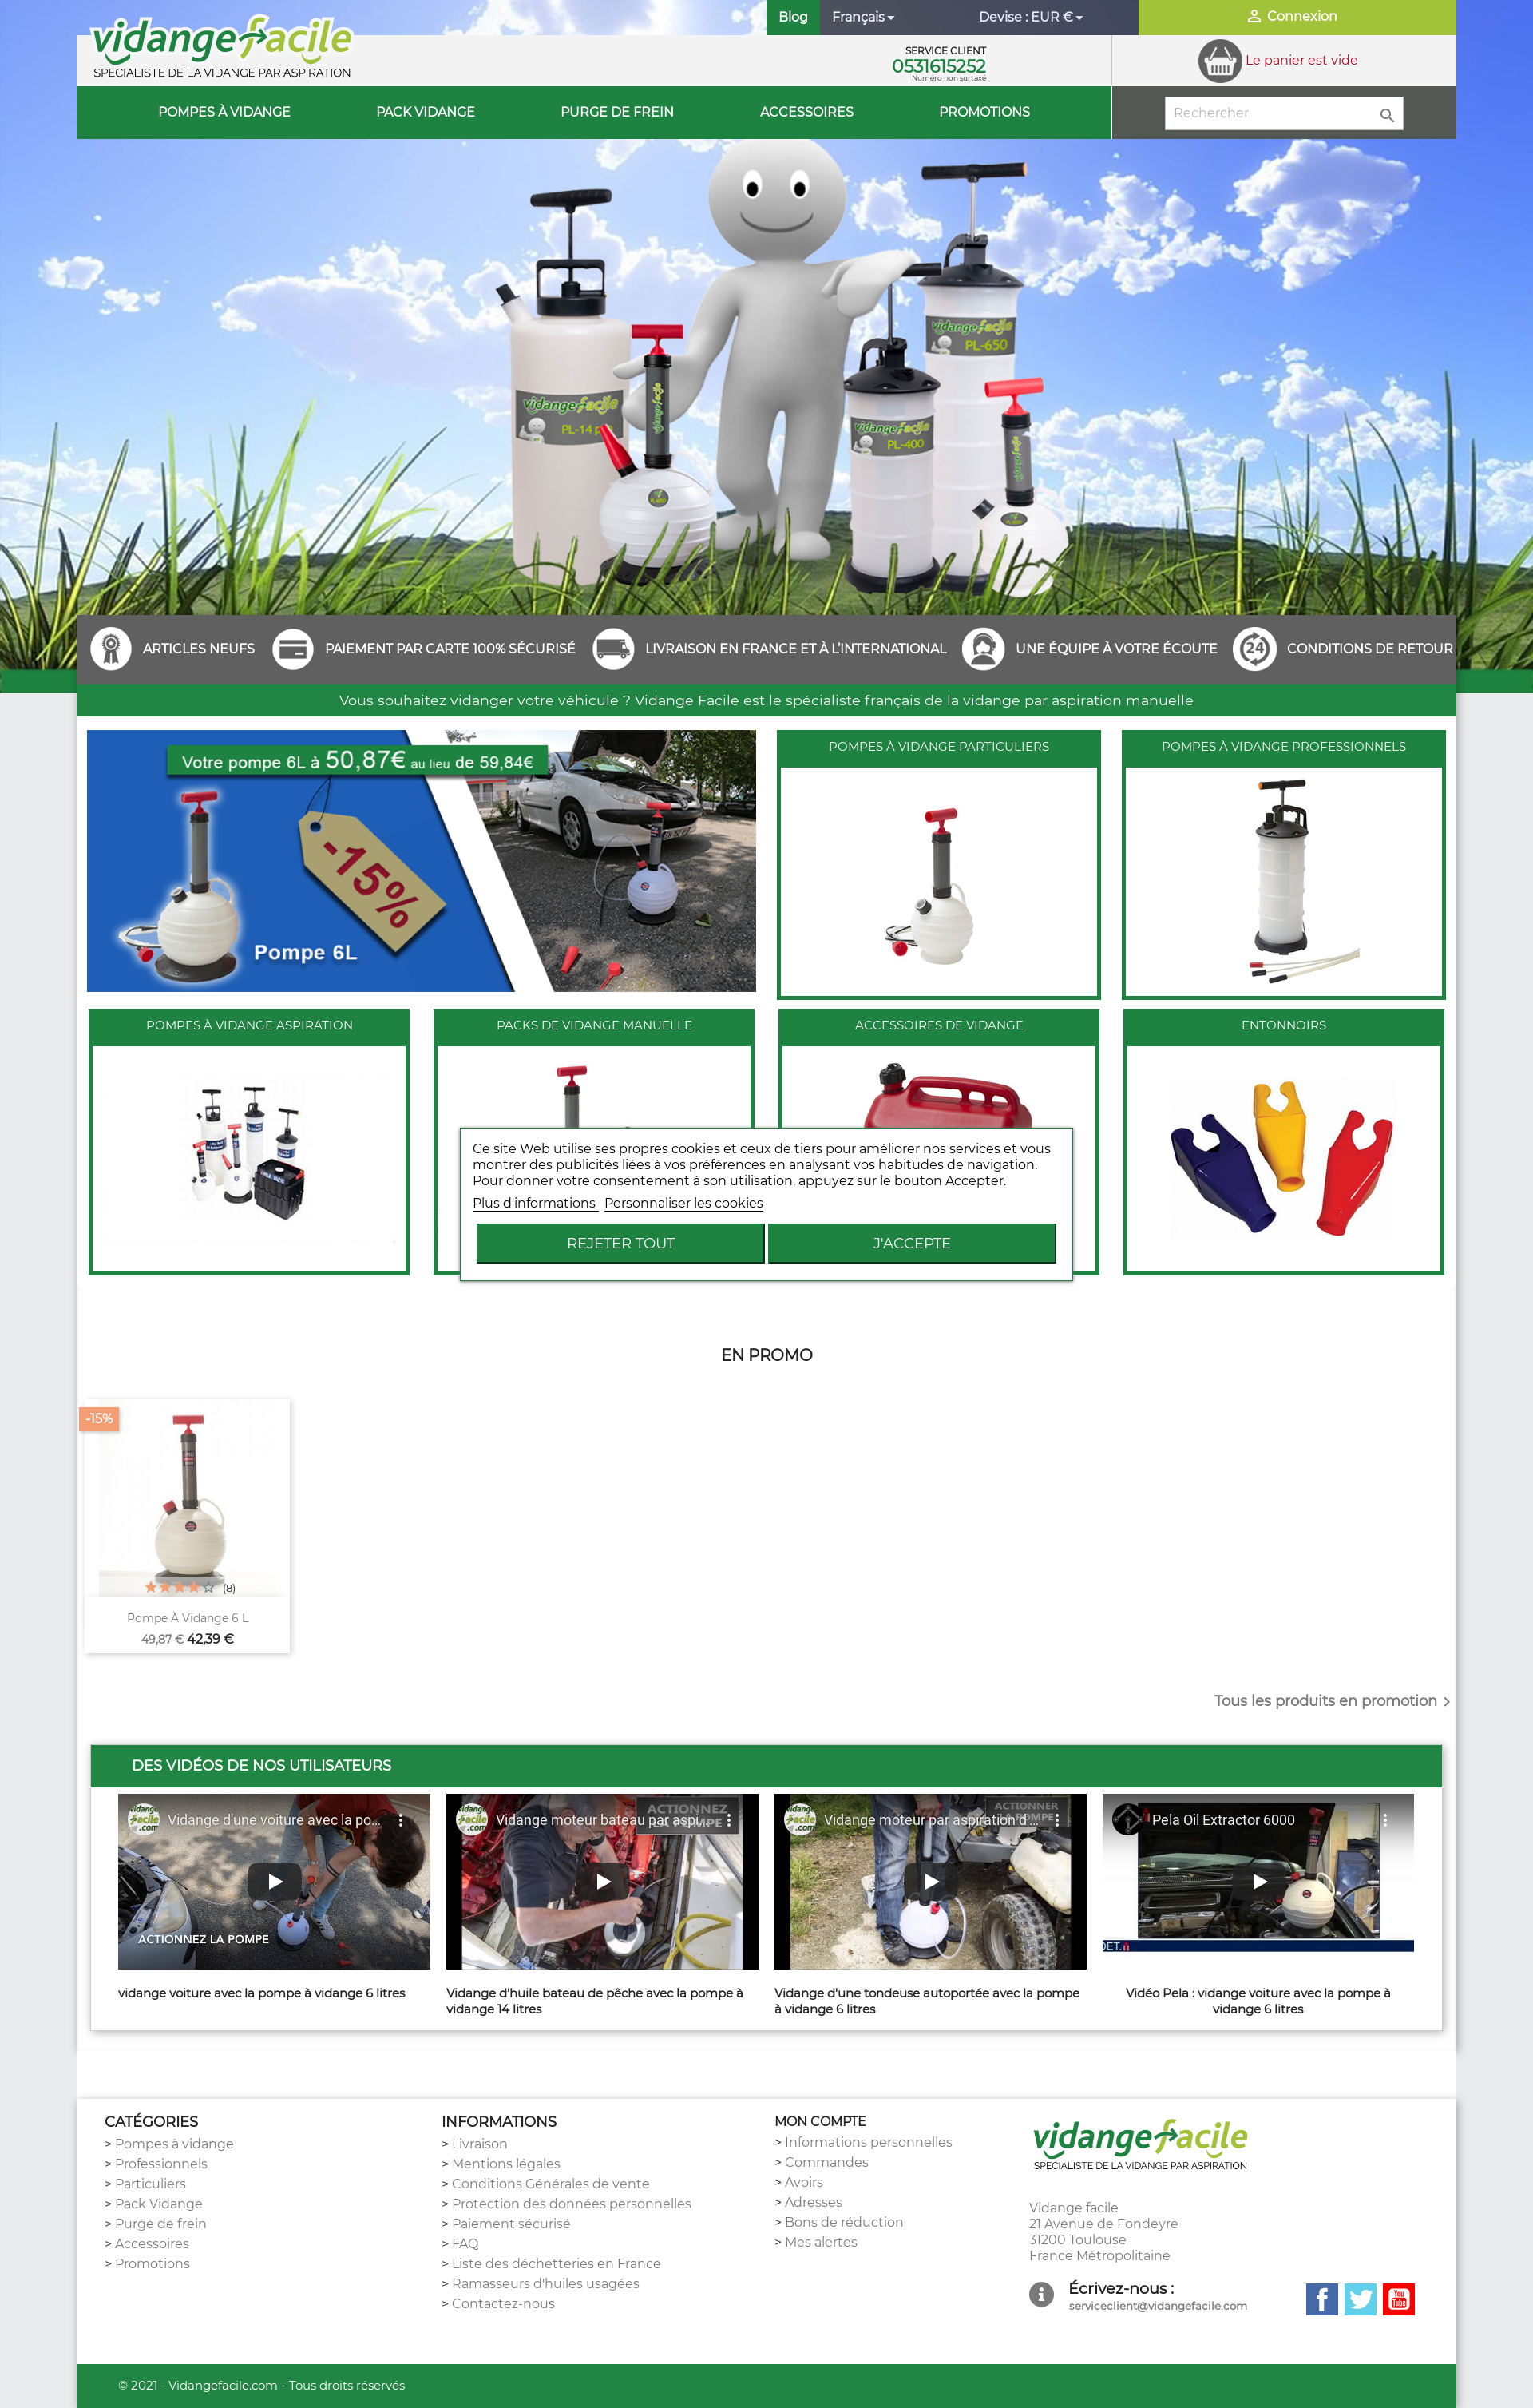 Blog
Français
Devise : EUR €
Connexion
vidangefacile
SPECIALISTE DE LA VIDANGE PAR ASPIRATION
SERVICE CLIENT
0531615252
Numéro non surtaxé
Le panier est vide
POMPES À VIDANGE
PACK VIDANGE
PURGE DE FREIN
ACCESSOIRES
PROMOTIONS
Rechercher
vidangefacile
PL-650
vidangefacile
PL-14
vidangefacile
vidangefacile
PL-400
vidangefacile
ARTICLES NEUFS
PAIEMENT PAR CARTE 100% SÉCURISÉ
LIVRAISON EN FRANCE ET À L'INTERNATIONAL
UNE ÉQUIPE À VOTRE ÉCOUTE
24
CONDITIONS DE RETOUR
Vous souhaitez vidanger votre véhicule ? Vidange Facile est le spécialiste français de la vidange par aspiration manuelle
Votre pompe 6L à 50,87€ au lieu de 59,84€
-15%
Pompe 6L
POMPES À VIDANGE PARTICULIERS
POMPES À VIDANGE PROFESSIONNELS
POMPES À VIDANGE ASPIRATION
PACKS DE VIDANGE MANUELLE
ACCESSOIRES DE VIDANGE
ENTONNOIRS
Ce site Web utilise ses propres cookies et ceux de tiers pour améliorer nos services et vous
montrer des publicités liées à vos préférences en analysant vos habitudes de navigation.
Pour donner votre consentement à son utilisation, appuyez sur le bouton Accepter.
Plus d'informations
Personnaliser les cookies
REJETER TOUT
J'ACCEPTE
EN PROMO
-15%
(8)
Pompe À Vidange 6 L
49,87 € 42,39 €
Tous les produits en promotion
DES VIDÉOS DE NOS UTILISATEURS
vidange facile .com
Vidange d'une voiture avec la po...
ACTIONNEZ LA POMPE
vidange facile .com
Vidange moteur bateau par aspi...
ACTIONNEZ
LA POMPE
vidange facile .com
Vidange moteur par aspiration d'...
ACTIONNER
LA POMPE
Pela Oil Extractor 6000
vidange voiture avec la pompe à vidange 6 litres
Vidange d'huile bateau de pêche avec la pompe à
vidange 14 litres
Vidange d'une tondeuse autoportée avec la pompe
à vidange 6 litres
Vidéo Pela : vidange voiture avec la pompe à
vidange 6 litres
CATÉGORIES
> Pompes à vidange
> Professionnels
> Particuliers
> Pack Vidange
> Purge de frein
> Accessoires
> Promotions
INFORMATIONS
> Livraison
> Mentions légales
> Conditions Générales de vente
> Protection des données personnelles
> Paiement sécurisé
> FAQ
> Liste des déchetteries en France
> Ramasseurs d'huiles usagées
> Contactez-nous
MON COMPTE
> Informations personnelles
> Commandes
> Avoirs
> Adresses
> Bons de réduction
> Mes alertes
vidangefacile
SPECIALISTE DE LA VIDANGE PAR ASPIRATION
Vidange facile
21 Avenue de Fondeyre
31200 Toulouse
France Métropolitaine
Écrivez-nous :
serviceclient@vidangefacile.com
You
Tube
© 2021 - Vidangefacile.com - Tous droits réservés